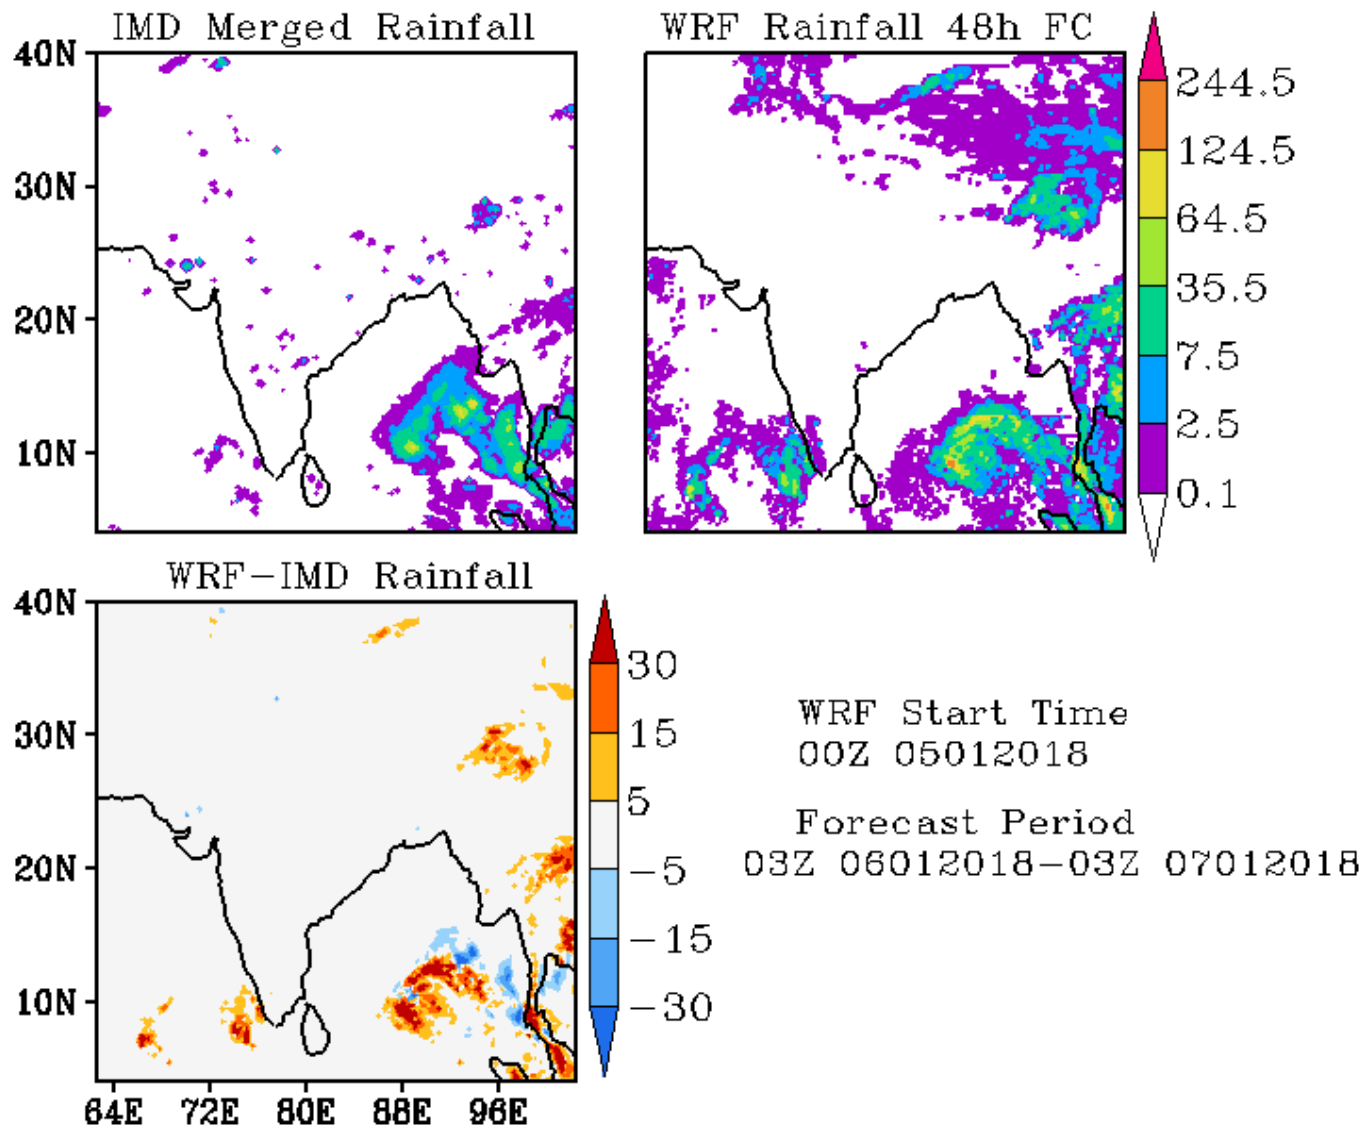 IMD Merged Rainfall
WRF Rainfall 48h FC
40N
30N
20N
10N
244.5
124.5
64.5
35.5
7.5
2.5
0.1
WRF-IMD Rainfall
40N
30N
20N
10N
64E 72E 80E 88E 96E
30
15
5
-5
-15
-30
WRF Start Time
00Z 05012018
Forecast Period
03Z 06012018-03Z 07012018